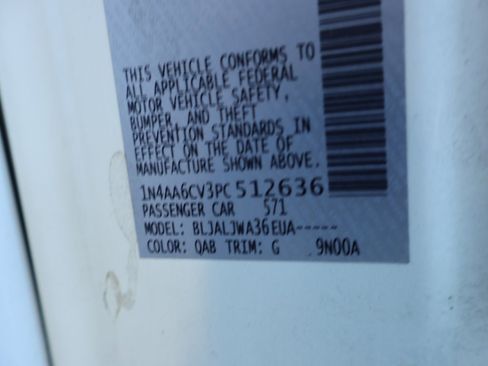 THIS VEHICLE CONFORMS TO
ALL APPLICABLE FEDERAL
MOTOR VEHICLE SAFETY,
BUMPER, AND THEFT
PREVENTION STANDARDS IN
EFFECT ON THE DATE OF
MANUFACTURE SHOWN ABOVE.
1N4AA6CV3PC512636
PASSENGER CAR 571
MODEL: BLJALJWA36EUA-----
COLOR: QAB TRIM: G 9N00A